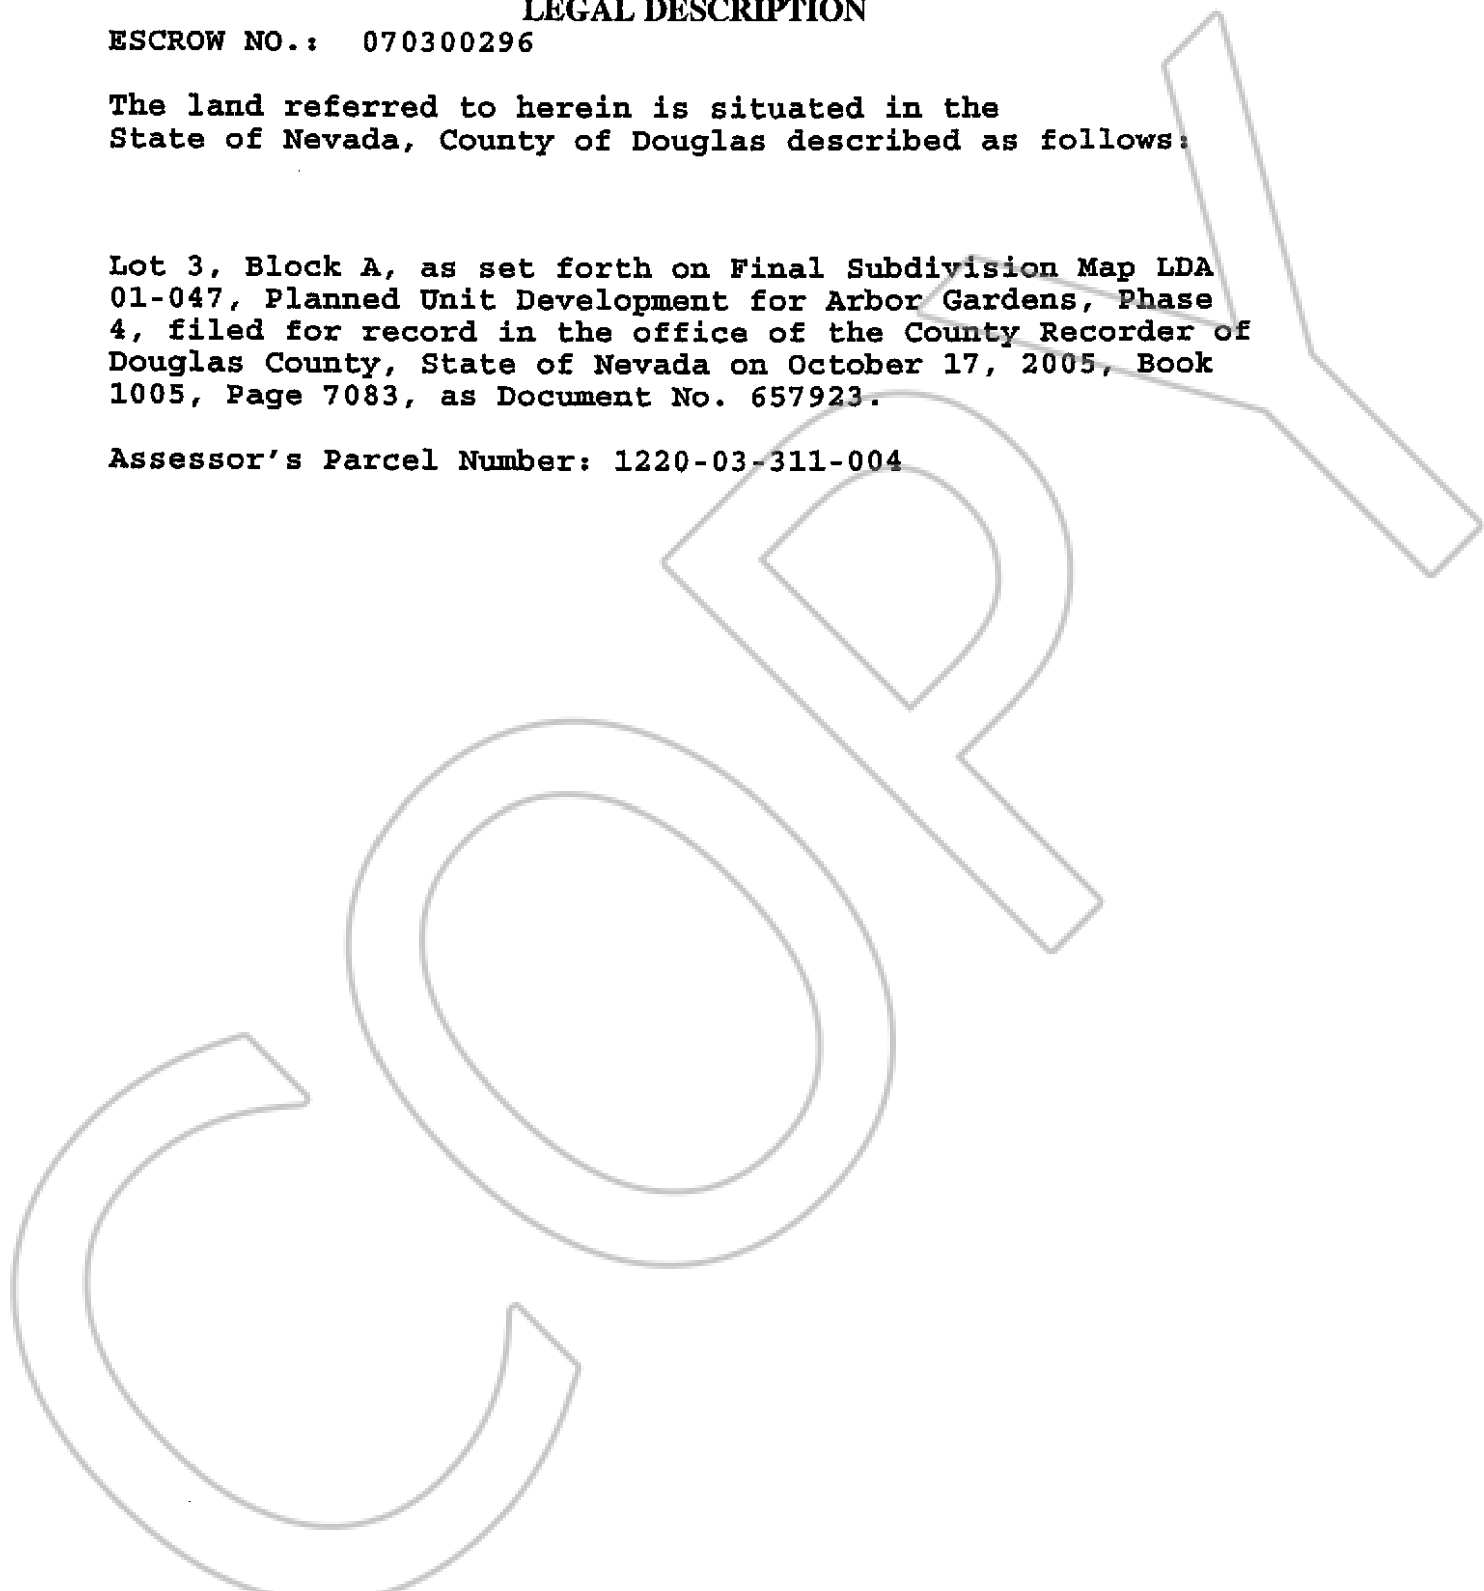 LEGAL DESCRIPTION
ESCROW NO.: 070300296
The land referred to herein is situated in the
State of Nevada, County of Douglas described as follows:
Lot 3, Block A, as set forth on Final Subdivision Map LDA
01-047, Planned Unit Development for Arbor Gardens, Phase
4, filed for record in the office of the County Recorder of
Douglas County, State of Nevada on October 17, 2005, Book
1005, Page 7083, as Document No. 657923.
Assessor's Parcel Number: 1220-03-311-004
COPY